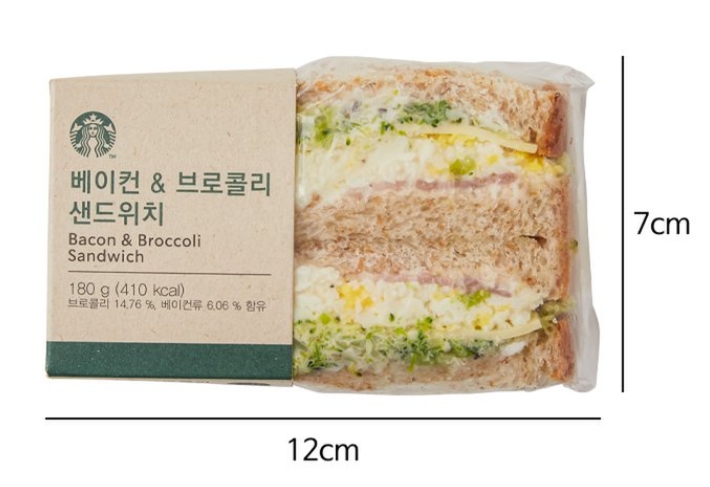 베이컨 & 브로콜리
샌드위치
Bacon & Broccoli
Sandwich
180 g (410 kcal)
브로콜리 14.76 %, 베이컨류 6.06 % 함유
7cm
12cm